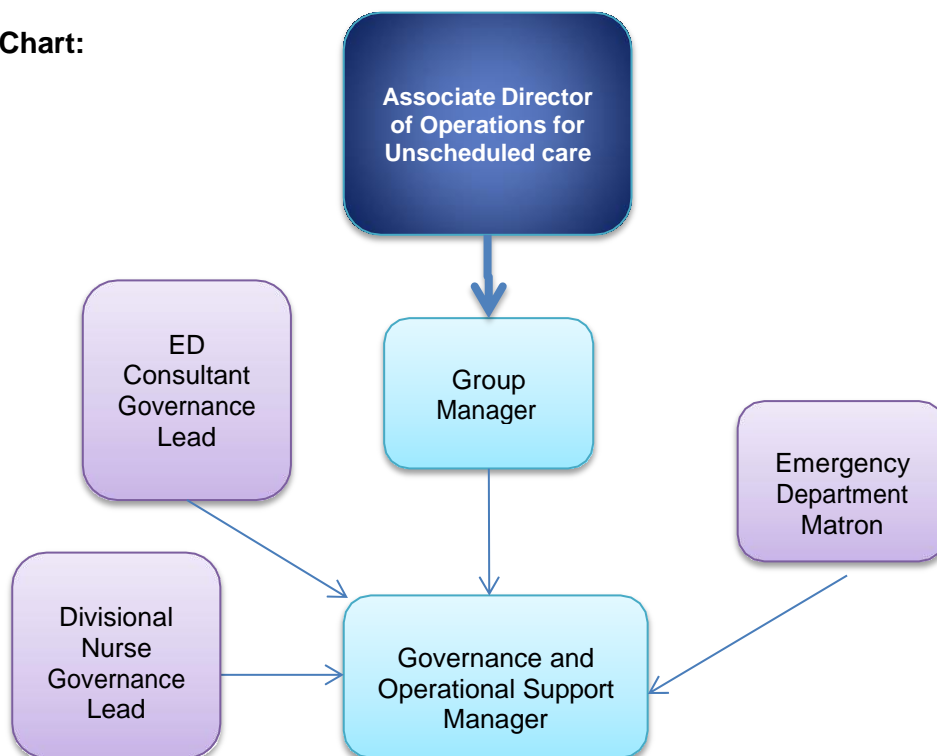 Chart:
Associate Director
of Operations for
Unscheduled care
ED
Consultant
Governance
Lead
Group
Manager
Emergency
Department
Matron
Divisional
Nurse
Governance
Lead
Governance and
Operational Support
Manager